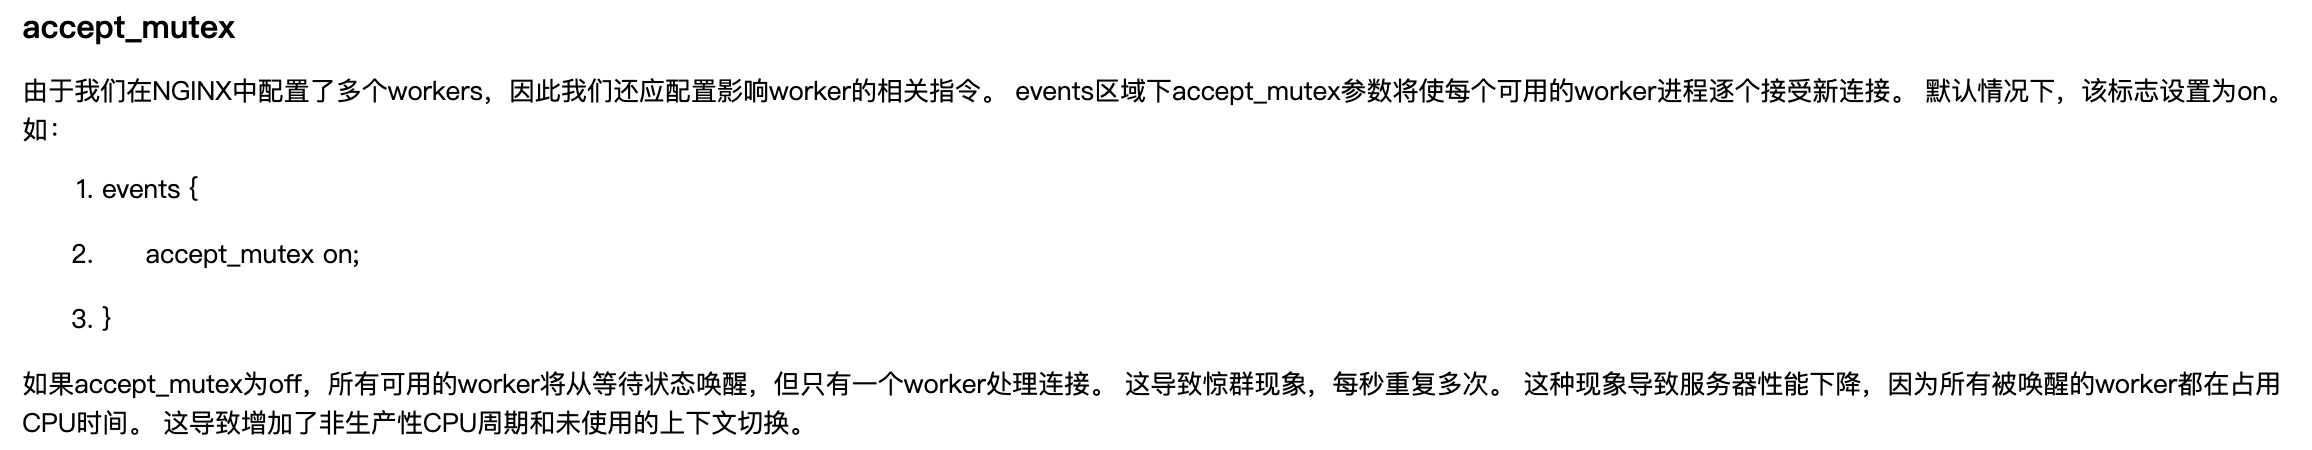 accept_mutex
由于我们在NGINX中配置了多个workers，因此我们还应配置影响worker的相关指令。 events区域下accept_mutex参数将使每个可用的worker进程逐个接受新连接。 默认情况下，该标志设置为on。
如：
1. events {
2.     accept_mutex on;
3. }
如果accept_mutex为off，所有可用的worker将从等待状态唤醒，但只有一个worker处理连接。 这导致惊群现象，每秒重复多次。 这种现象导致服务器性能下降，因为所有被唤醒的worker都在占用
CPU时间。 这导致增加了非生产性CPU周期和未使用的上下文切换。